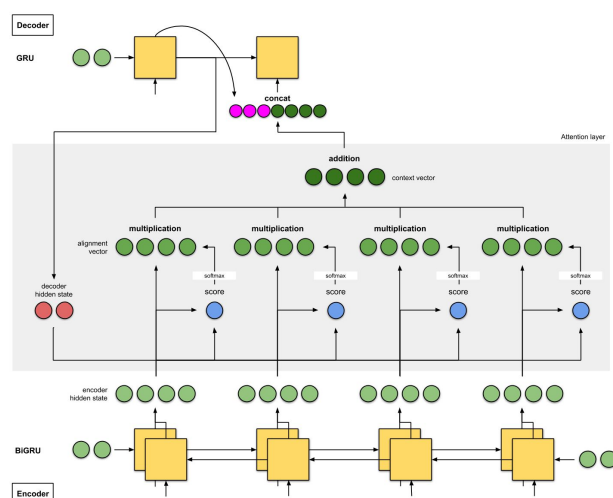 Decoder
GRU
concat
Attention layer
addition
context vector
multiplication
multiplication
multiplication
multiplication
alignment
vector
softmax
softmax
softmax
softmax
decoder
hidden state
score
score
score
score
encoder
hidden state
BiGRU
Encoder